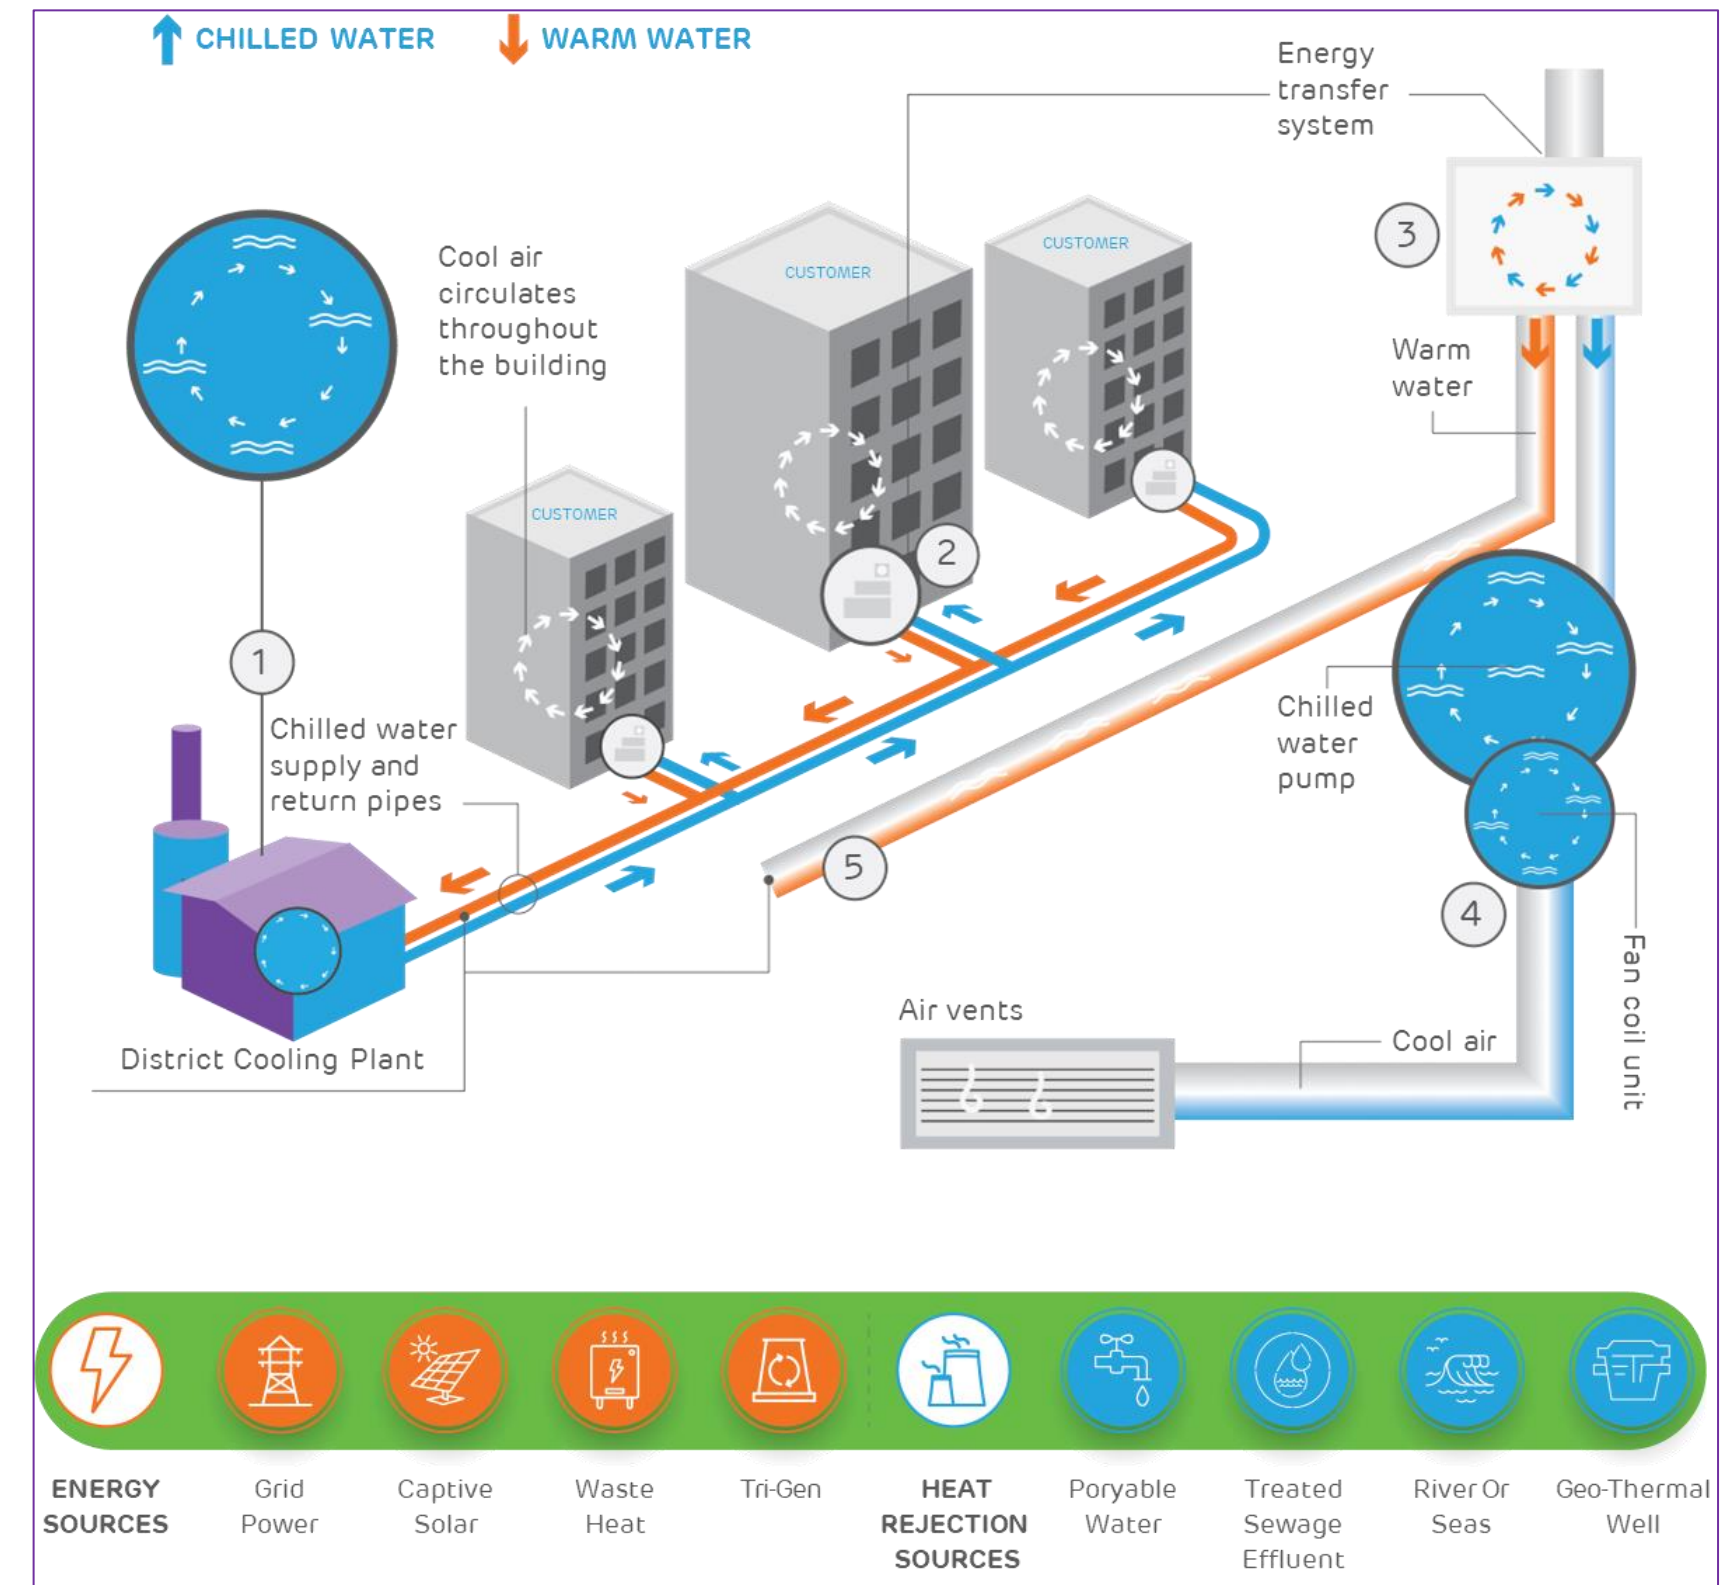 CHILLED WATER
WARM WATER
Energy
transfer
system
CUSTOMER
CUSTOMER
3
Cool air
circulates
throughout
the building
Warm
water
CUSTOMER
2
1
Chilled water
supply and
return pipes
Chilled
water
pump
5
4
Fan coil unit
Air vents
Cool air
District Cooling Plant
ENERGY
SOURCES
Grid
Power
Captive
Solar
Waste
Heat
Tri-Gen
HEAT
REJECTION
SOURCES
Poryable
Water
Treated
Sewage
Effluent
River Or
Seas
Geo-Thermal
Well